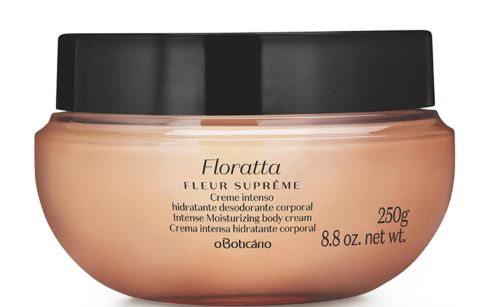 Floratta
FLEUR SUPRÊME
Creme intenso
hidratante desodorante corporal
Intense Moisturizing body cream
Crema intensa hidratante corporal
oBoticário
250g
8.8 oz. net wt.